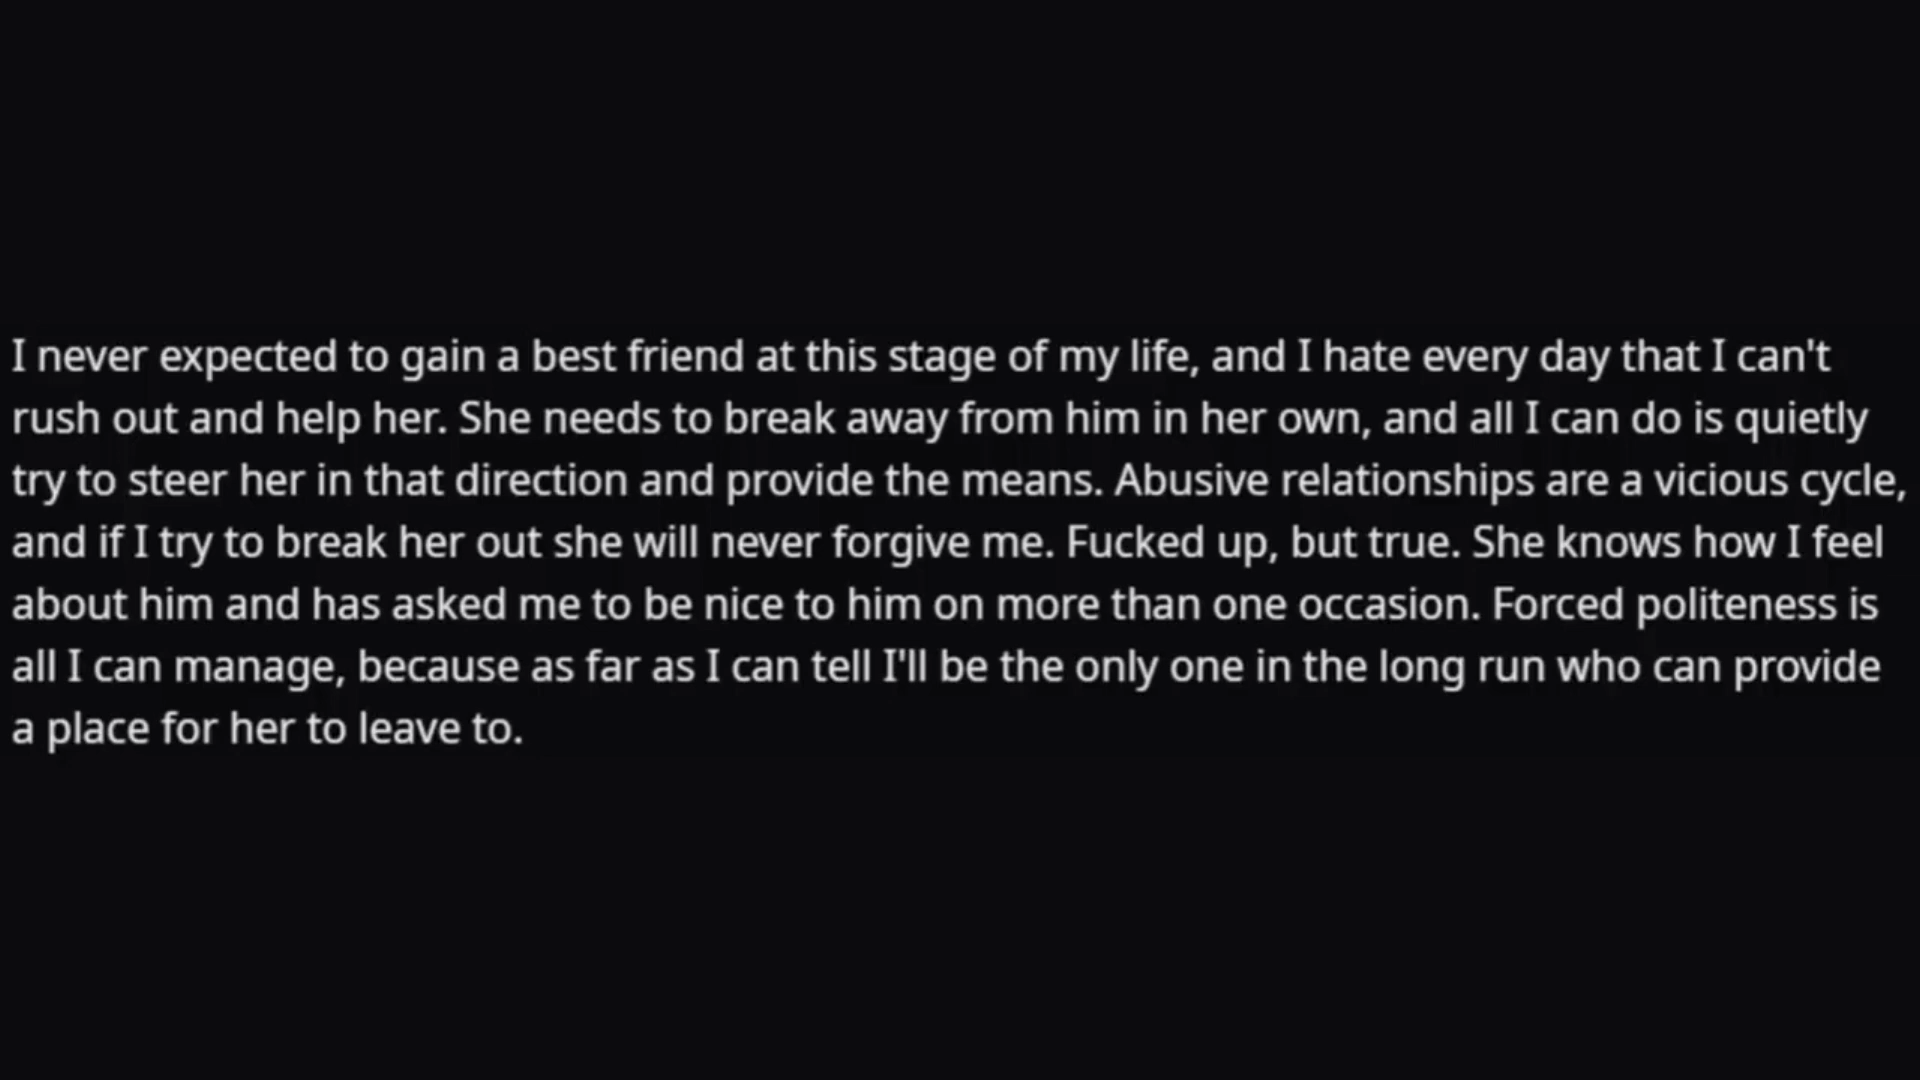 I never expected to gain a best friend at this stage of my life, and I hate every day that I can't
rush out and help her. She needs to break away from him in her own, and all I can do is quietly
try to steer her in that direction and provide the means. Abusive relationships are a vicious cycle,
and if I try to break her out she will never forgive me. Fucked up, but true. She knows how I feel
about him and has asked me to be nice to him on more than one occasion. Forced politeness is
all I can manage, because as far as I can tell I'll be the only one in the long run who can provide
a place for her to leave to.